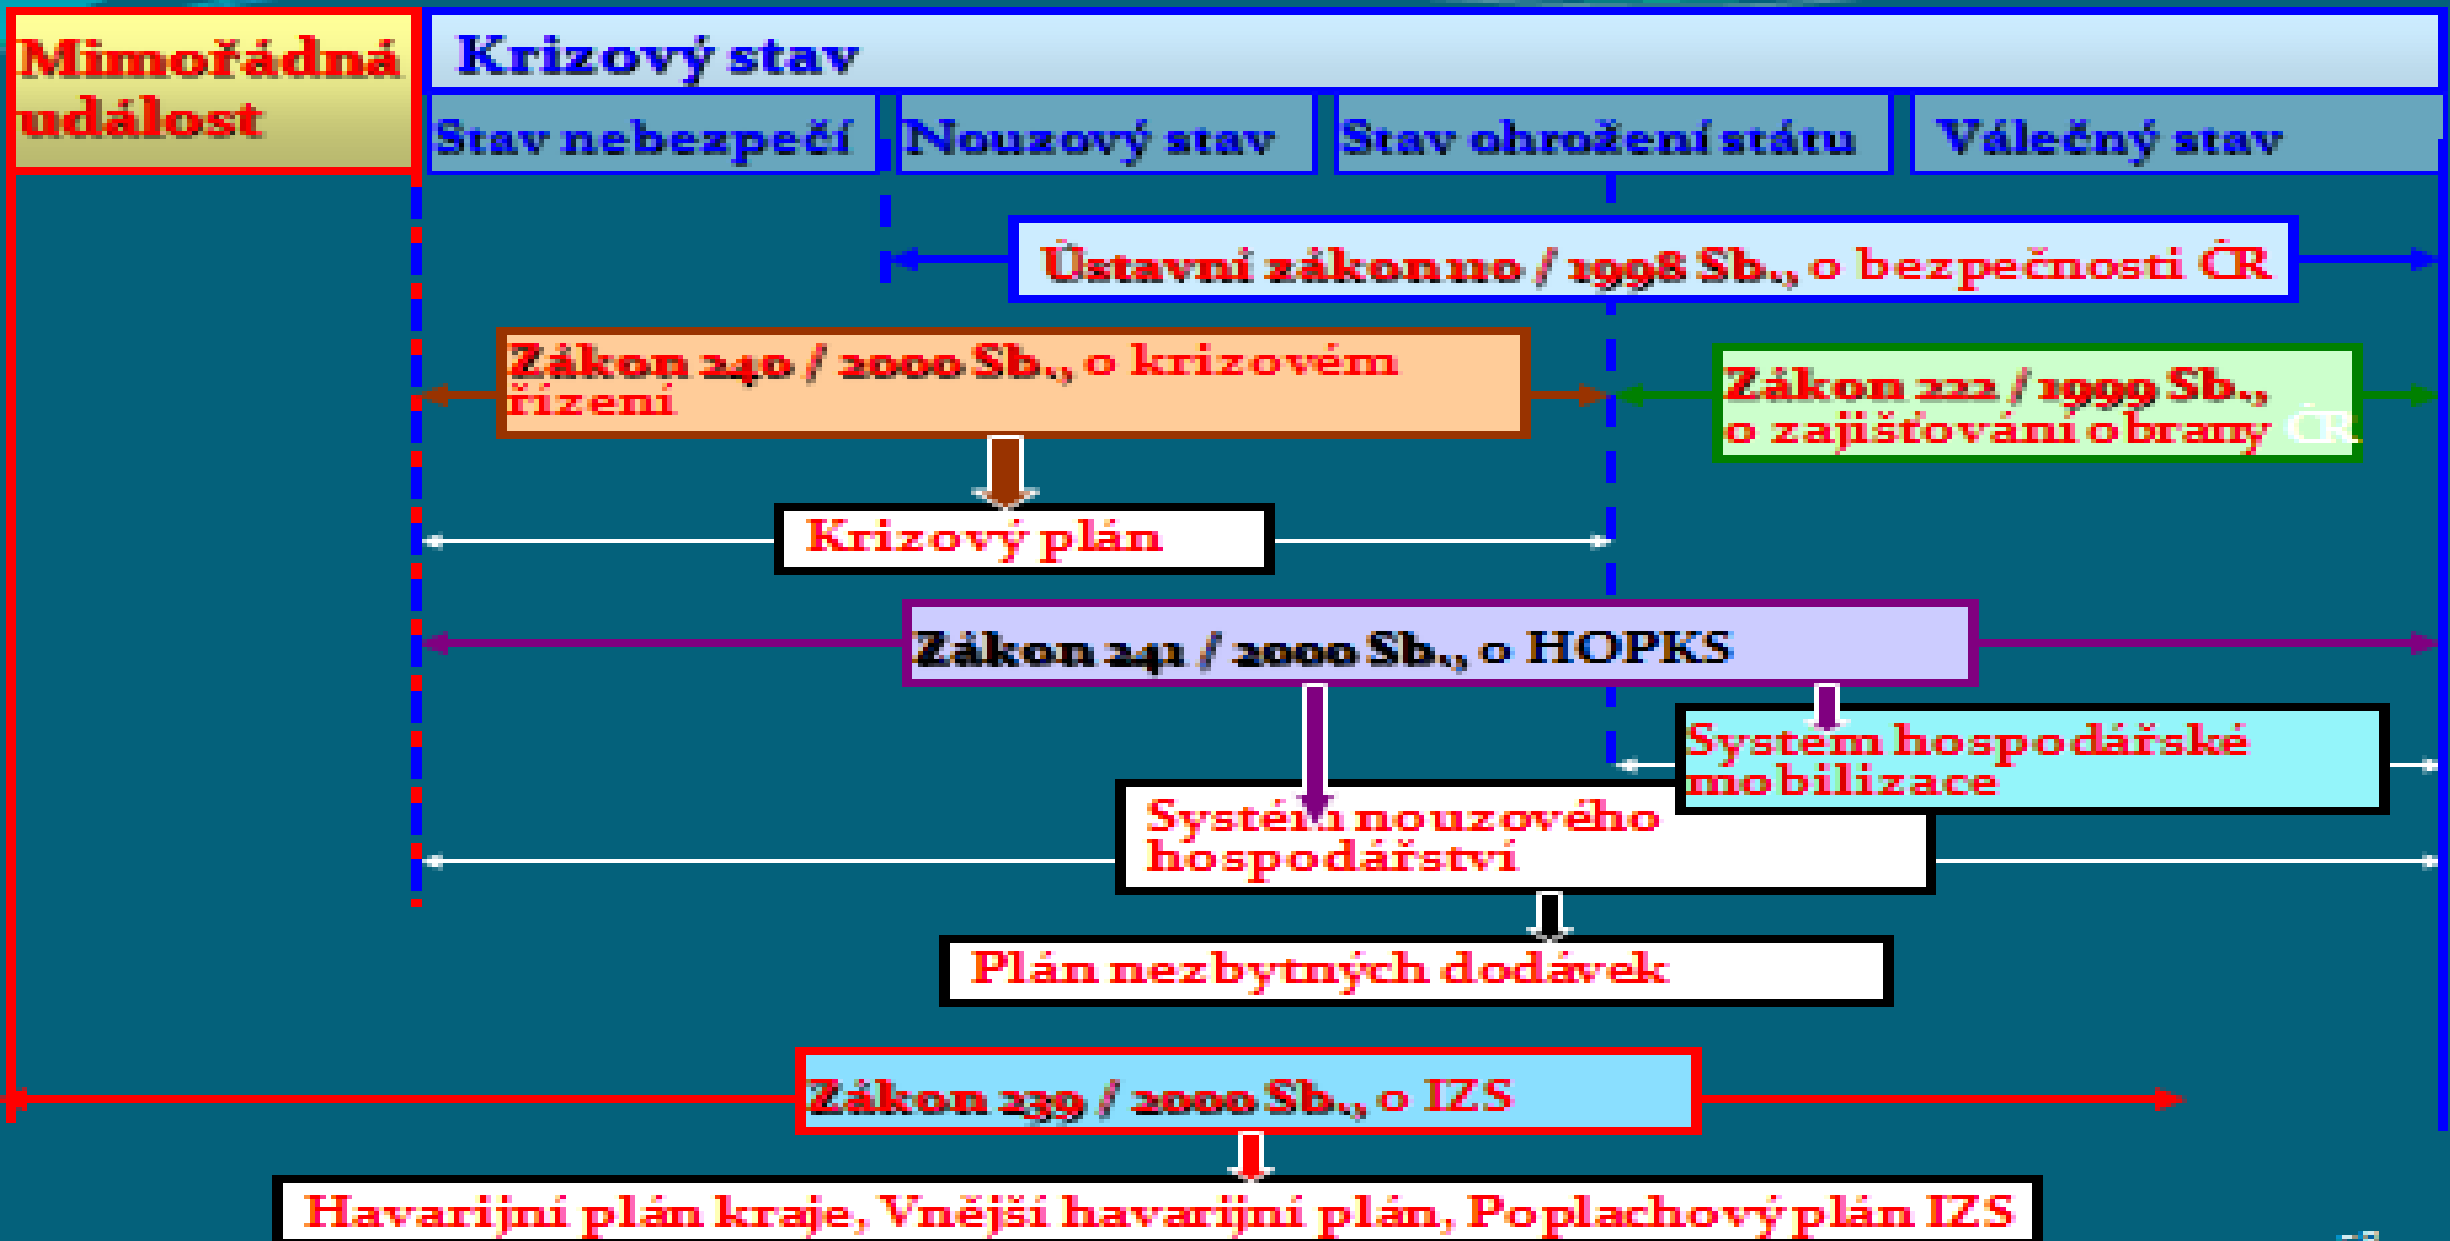 Mimořádná
událost
Krizový stav
Stav nebezpečí
Nouzový stav
Stav ohrožení státu
Válečný stav
Ústavní zákon 110 / 1998 Sb., o bezpečnosti ČR
Zákon 240 / 2000 Sb., o krizovém
řízení
Zákon 222 / 1999 Sb.,
o zajišťování obrany ČR
Krizový plán
Zákon 241 / 2000 Sb., o HOPKS
Systém hospodářské
mobilizace
Systém nouzového
hospodářství
Plán nezbytných dodávek
Zákon 239 / 2000 Sb., o IZS
Havarijní plán kraje, Vnější havarijní plán, Poplachový plán IZS